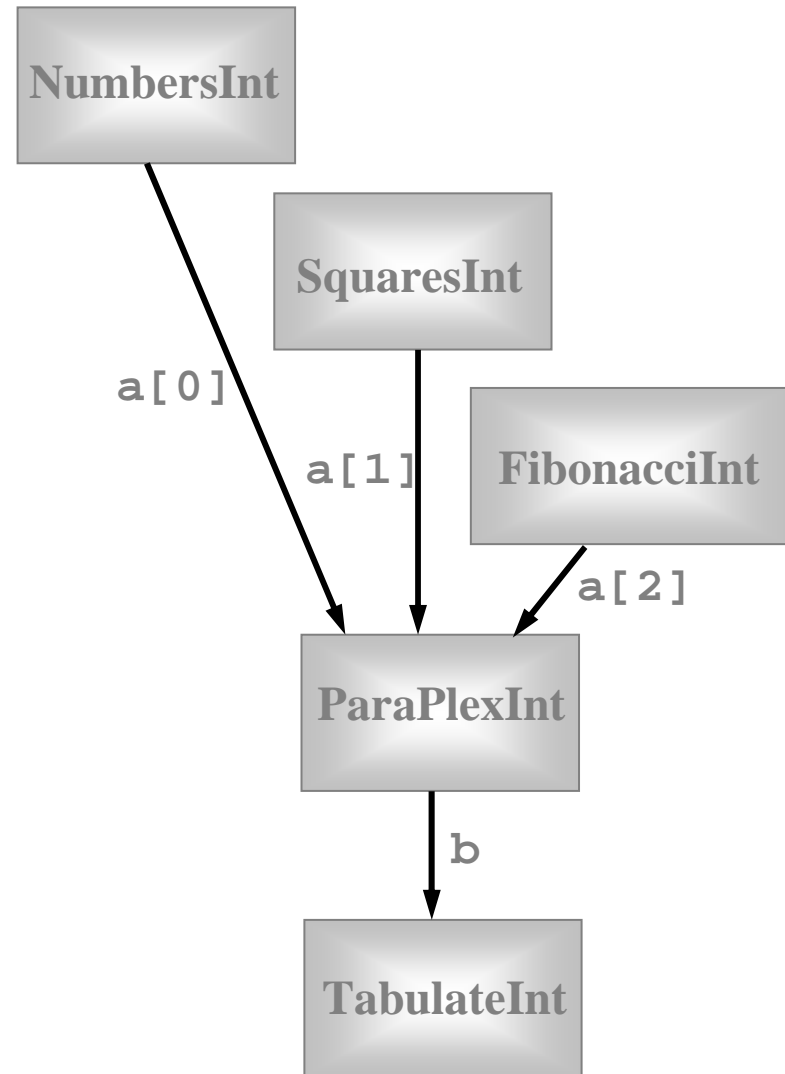 NumbersInt
SquaresInt
a[0]
a[1]
FibonacciInt
a[2]
ParaPlexInt
b
TabulateInt